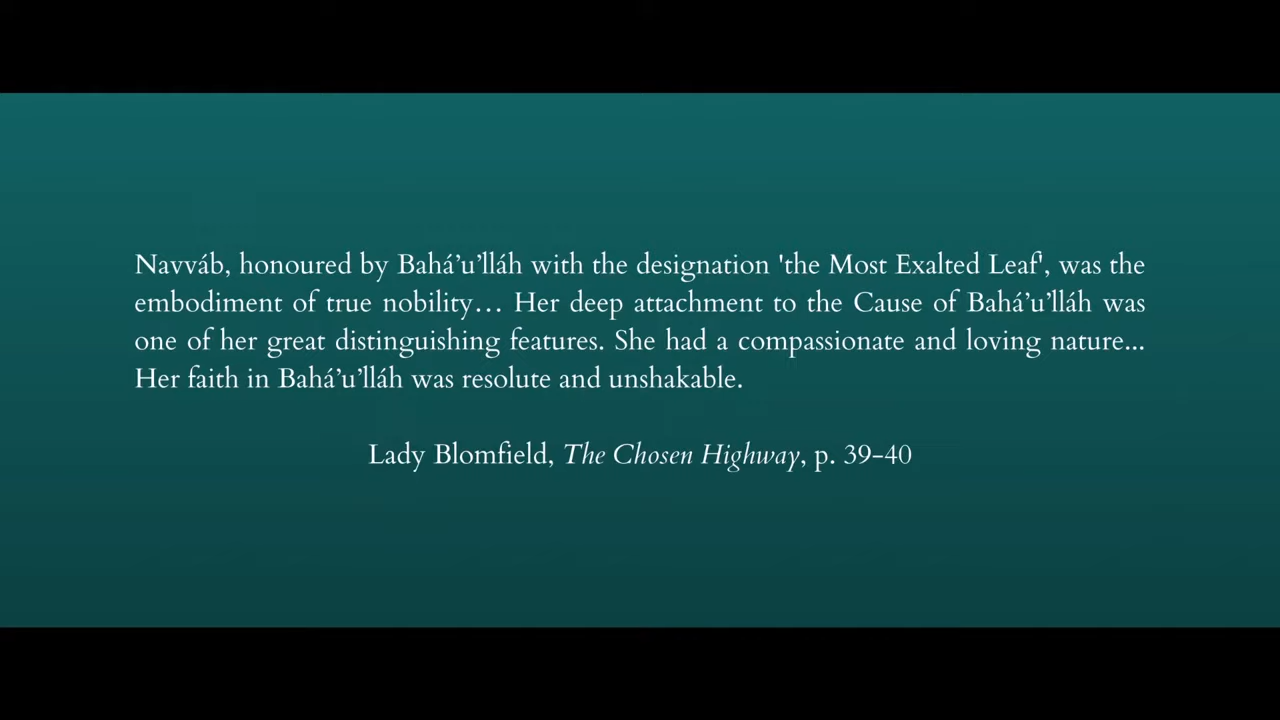 Navváb, honoured by Bahá’u’lláh with the designation 'the Most Exalted Leaf', was the
embodiment of true nobility… Her deep attachment to the Cause of Bahá’u’lláh was
one of her great distinguishing features. She had a compassionate and loving nature...
Her faith in Bahá’u’lláh was resolute and unshakable.
Lady Blomfield, The Chosen Highway, p. 39-40